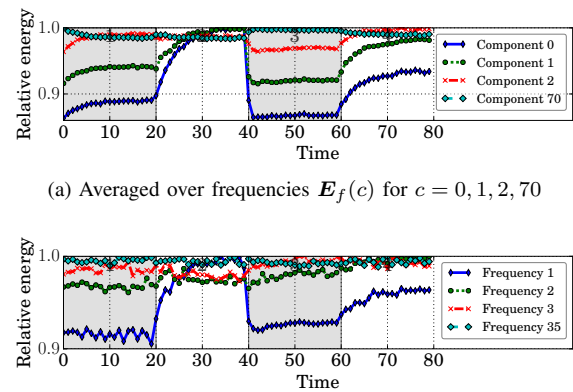 1.0
0.9
Relative energy
1
3
0 10 20 30 40 50 60 70 80
Time
Component 0
Component 1
Component 2
Component 70
(a) Averaged over frequencies E_f(c) for c = 0, 1, 2, 70
1.0
0.9
Relative energy
0 10 20 30 40 50 60 70 80
Time
Frequency 1
Frequency 2
Frequency 3
Frequency 35